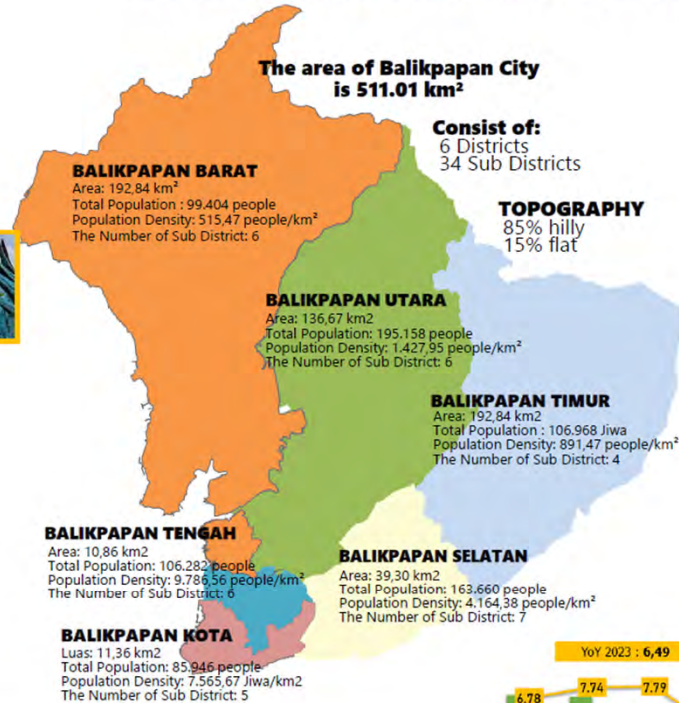 The area of Balikpapan City
is 511.01 km²
Consist of:
6 Districts
34 Sub Districts
TOPOGRAPHY
85% hilly
15% flat
BALIKPAPAN BARAT
Area: 192,84 km²
Total Population : 99.404 people
Population Density: 515,47 people/km²
The Number of Sub District: 6
BALIKPAPAN UTARA
Area: 136,67 km2
Total Population: 195.158 people
Population Density: 1.427,95 people/km²
The Number of Sub District: 6
BALIKPAPAN TIMUR
Area: 192,84 km2
Total Population : 106.968 Jiwa
Population Density: 891,47 people/km²
The Number of Sub District: 4
BALIKPAPAN TENGAH
Area: 10,86 km2
Total Population: 106.282 people
Population Density: 9.786,56 people/km²
The Number of Sub District: 6
BALIKPAPAN SELATAN
Area: 39,30 km2
Total Population: 163.660 people
Population Density: 4.164,38 people/km²
The Number of Sub District: 7
BALIKPAPAN KOTA
Luas: 11,36 km2
Total Population: 85.946 people
Population Density: 7.565,67 Jiwa/km2
The Number of Sub District: 5
YoY 2023 : 6,49
6.78 7.74 7.79